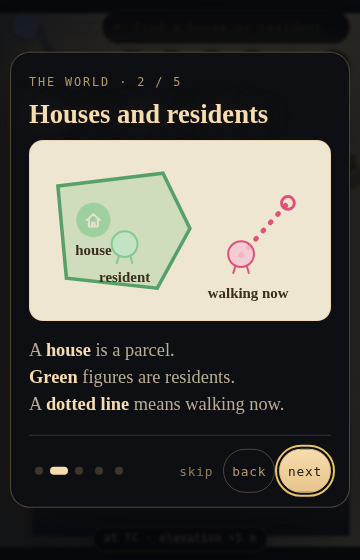 THE WORLD · 2 / 5
Houses and residents
house
resident
walking now
A house is a parcel.
Green figures are residents.
A dotted line means walking now.
skip back next